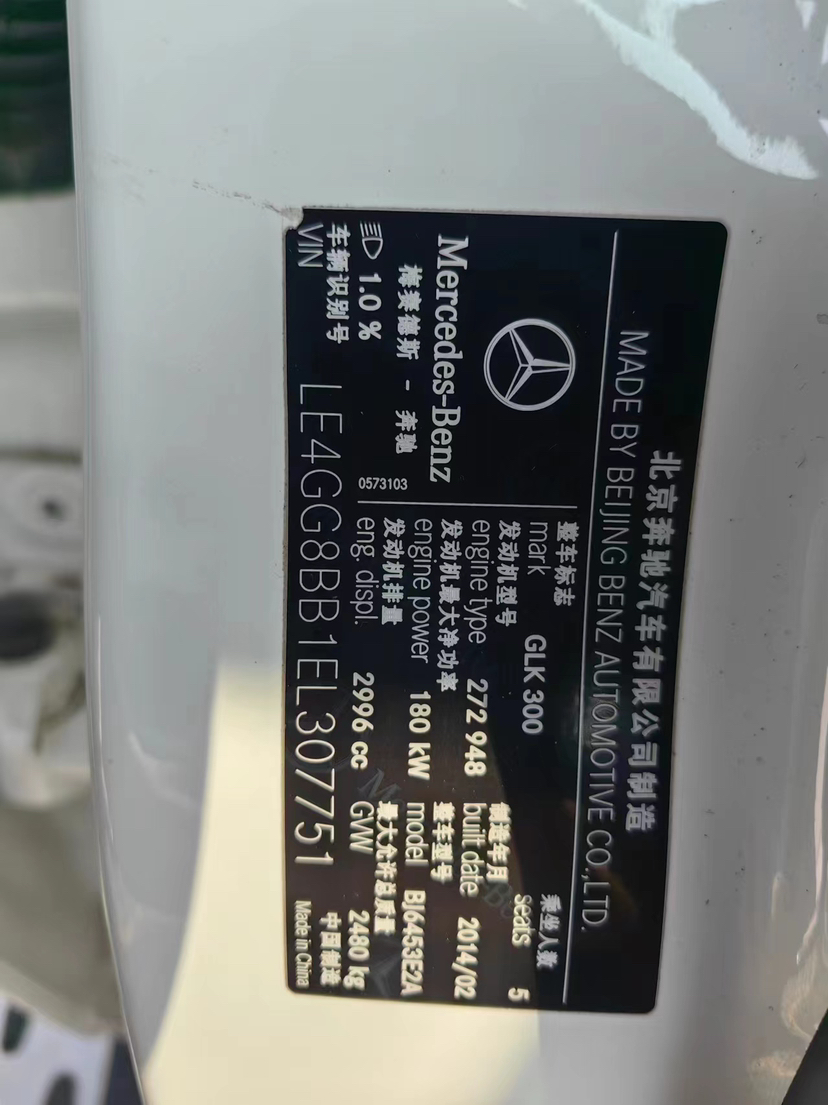 北京奔驰汽车有限公司制造
MADE BY BEIJING BENZ AUTOMOTIVE CO.,LTD.
Mercedes-Benz
梅赛德斯 - 奔驰
1.0 %
0573103
整车标志
mark GLK 300
乘坐人数
seats 5
发动机型号
engine type 272 948
制造年月
built date 2014/02
发动机最大净功率
engine power 180 kW
整车型号
model BJ6453E2A
发动机排量
eng. displ. 2996 cc
最大允许总质量
GVW 2480 kg
车辆识别号
VIN LE4GG8BB1EL307751
中国制造
Made in China